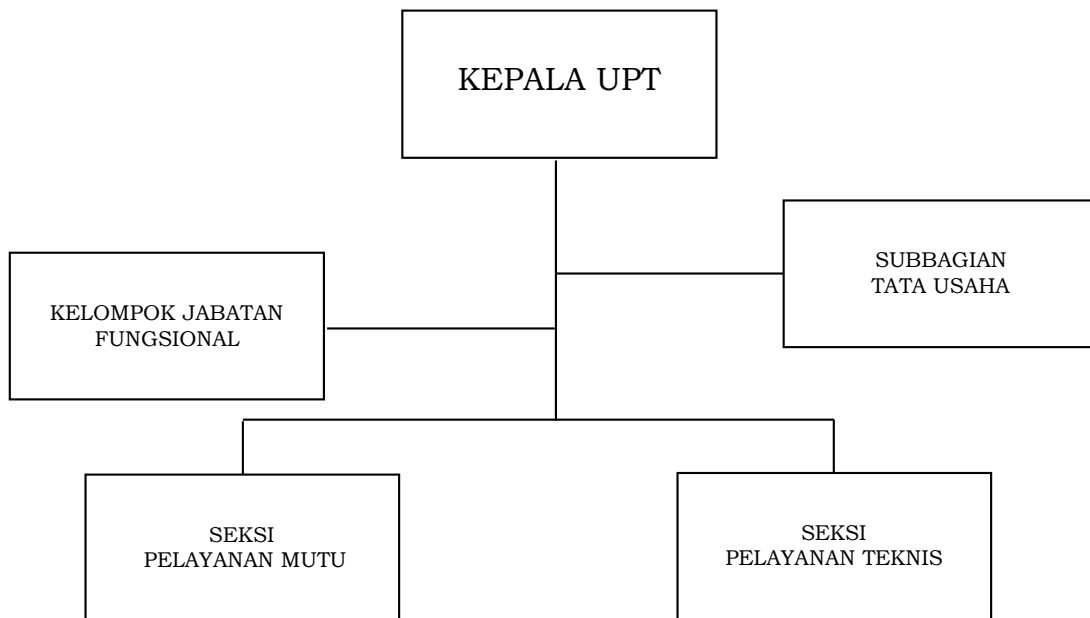 KEPALA UPT
SUBBAGIAN
TATA USAHA
KELOMPOK JABATAN
FUNGSIONAL
SEKSI
PELAYANAN MUTU
SEKSI
PELAYANAN TEKNIS